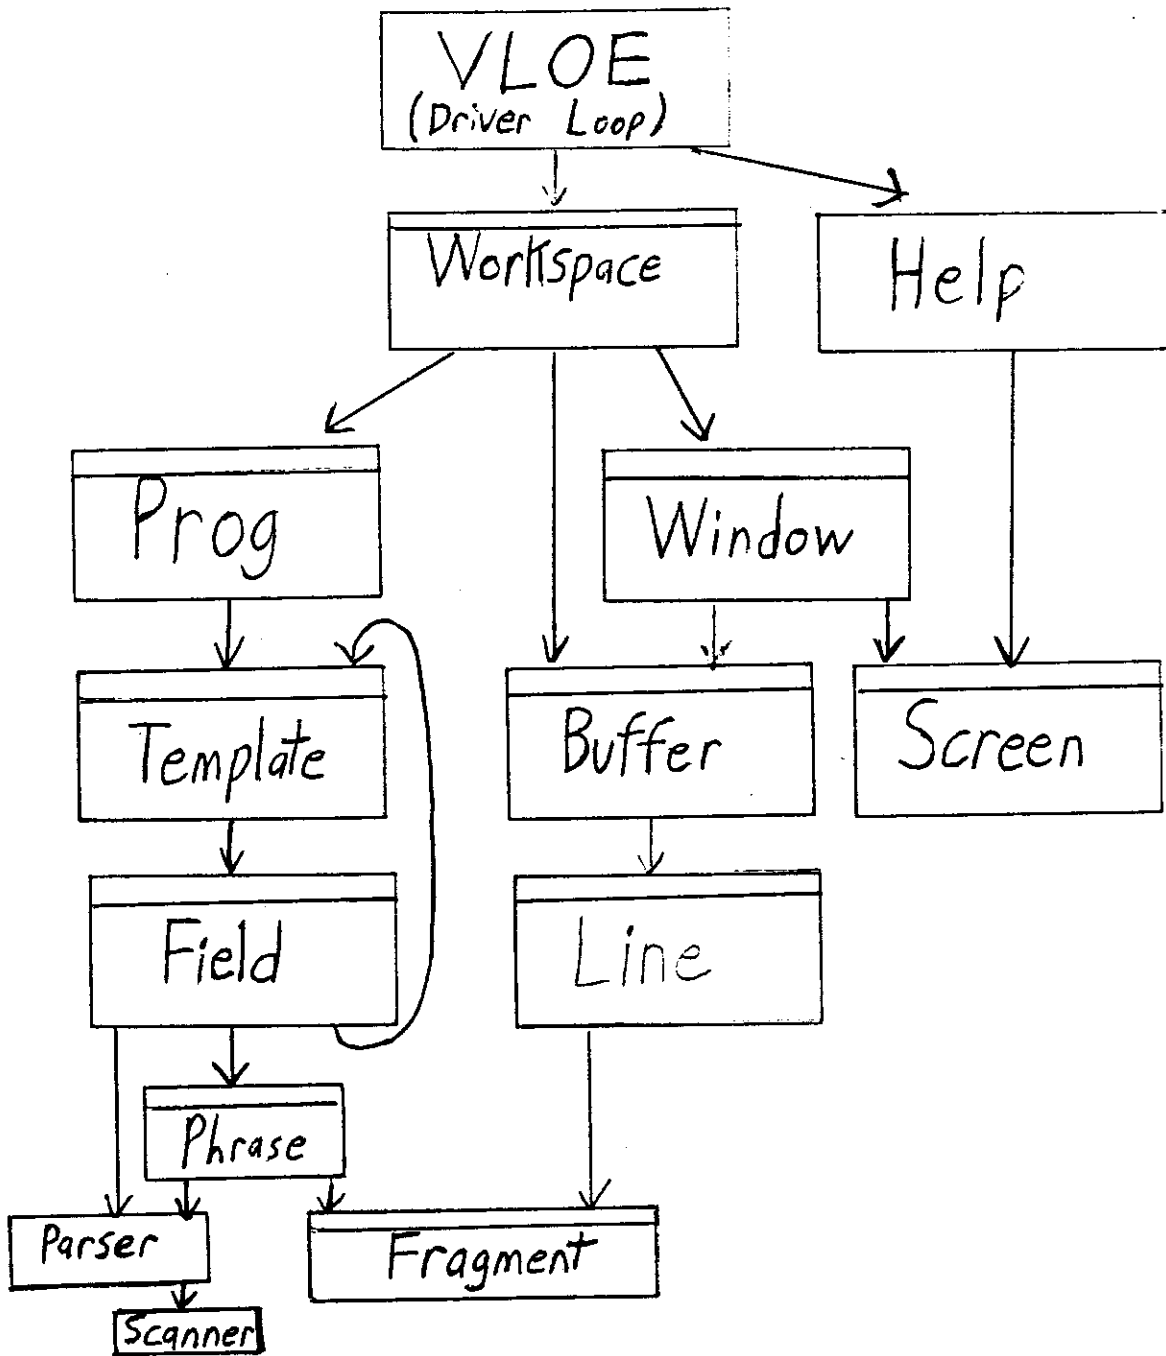 VLOE
(Driver Loop)
Workspace
Help
Prog
Window
Template
Buffer
Screen
Field
Line
Phrase
Parser
Fragment
Scanner